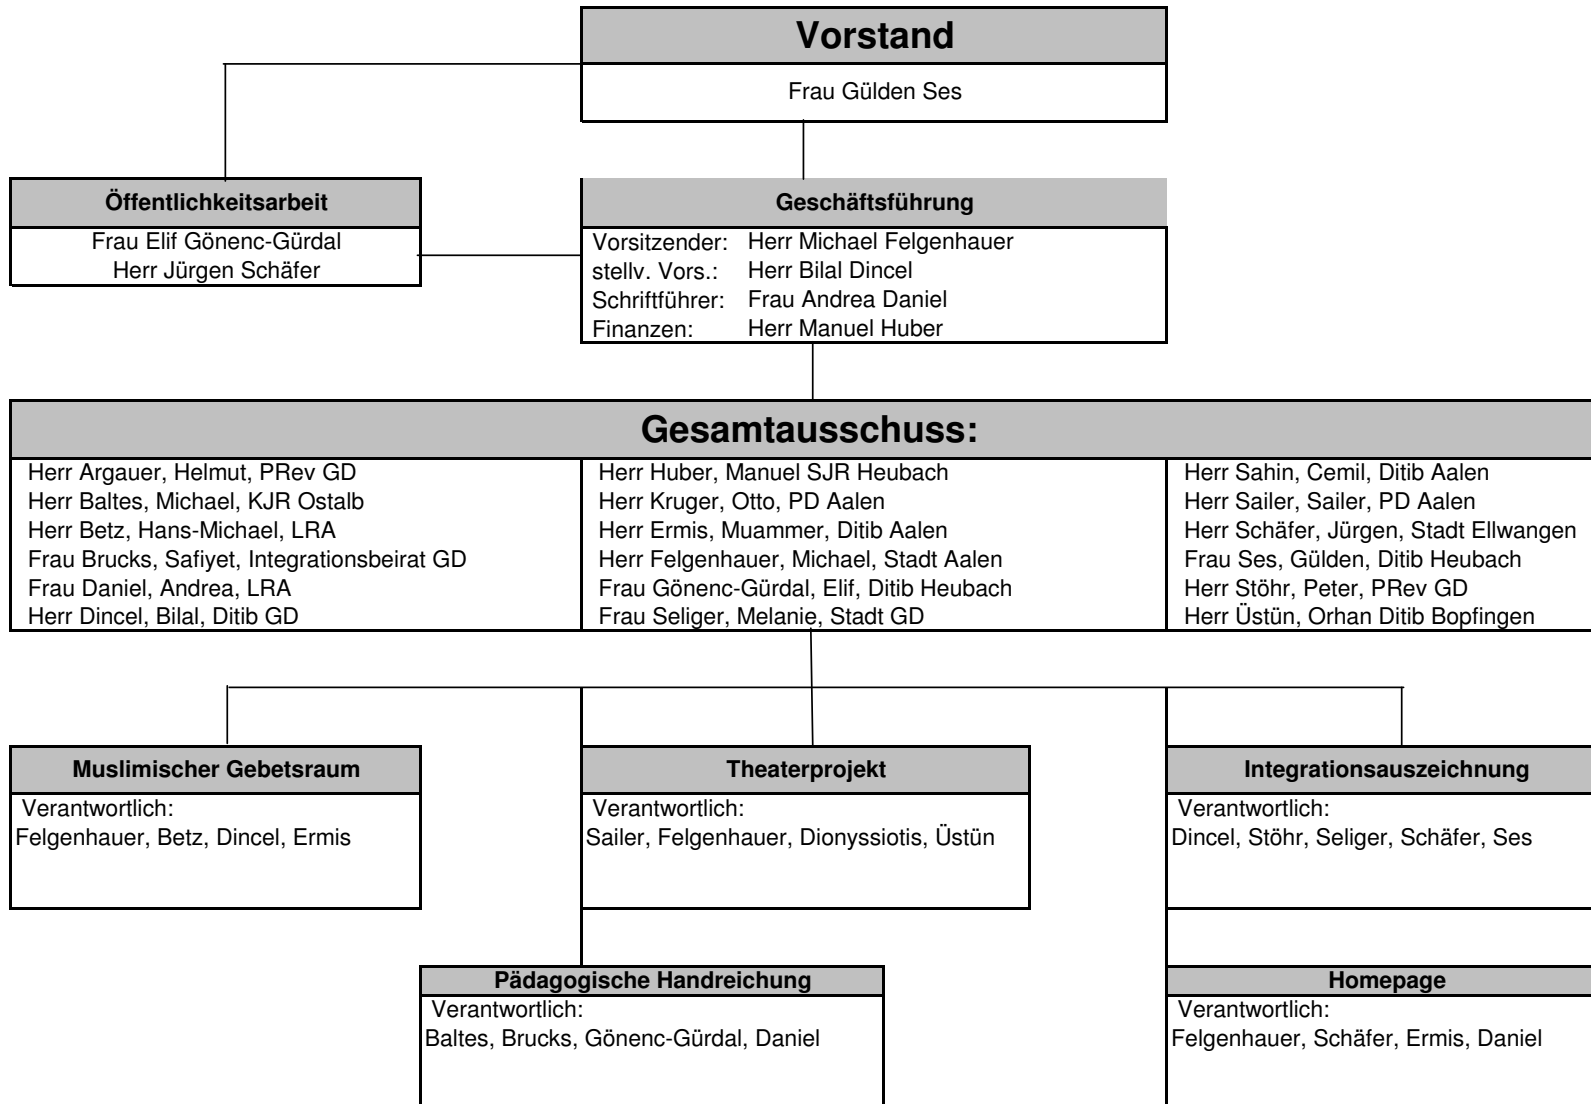 Vorstand
Frau Gülden Ses
Öffentlichkeitsarbeit
Frau Elif Gönenc-Gürdal
Herr Jürgen Schäfer
Geschäftsführung
Vorsitzender: Herr Michael Felgenhauer
stellv. Vors.: Herr Bilal Dincel
Schriftführer: Frau Andrea Daniel
Finanzen: Herr Manuel Huber
Gesamtausschuss:
Herr Argauer, Helmut, PRev GD
Herr Baltes, Michael, KJR Ostalb
Herr Betz, Hans-Michael, LRA
Frau Brucks, Safiyet, Integrationsbeirat GD
Frau Daniel, Andrea, LRA
Herr Dincel, Bilal, Ditib GD
Herr Huber, Manuel SJR Heubach
Herr Kruger, Otto, PD Aalen
Herr Ermis, Muammer, Ditib Aalen
Herr Felgenhauer, Michael, Stadt Aalen
Frau Gönenc-Gürdal, Elif, Ditib Heubach
Frau Seliger, Melanie, Stadt GD
Herr Sahin, Cemil, Ditib Aalen
Herr Sailer, Sailer, PD Aalen
Herr Schäfer, Jürgen, Stadt Ellwangen
Frau Ses, Gülden, Ditib Heubach
Herr Stöhr, Peter, PRev GD
Herr Üstün, Orhan Ditib Bopfingen
Muslimischer Gebetsraum
Verantwortlich:
Felgenhauer, Betz, Dincel, Ermis
Theaterprojekt
Verantwortlich:
Sailer, Felgenhauer, Dionyssiotis, Üstün
Integrationsauszeichnung
Verantwortlich:
Dincel, Stöhr, Seliger, Schäfer, Ses
Pädagogische Handreichung
Verantwortlich:
Baltes, Brucks, Gönenc-Gürdal, Daniel
Homepage
Verantwortlich:
Felgenhauer, Schäfer, Ermis, Daniel